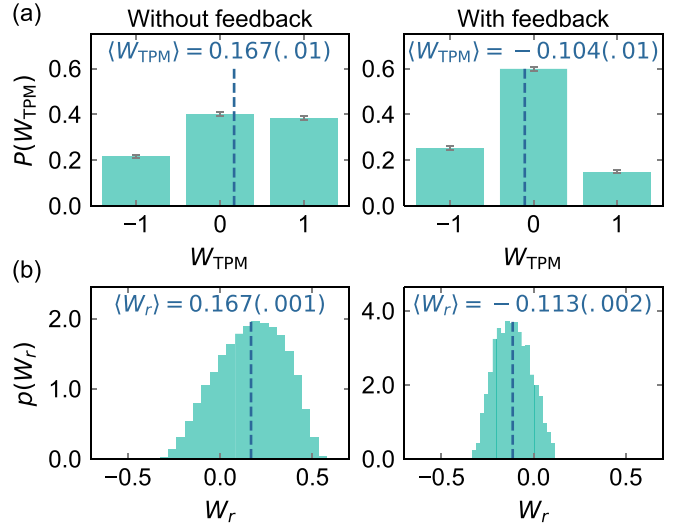 (a)
Without feedback
With feedback
⟨W_TPM⟩ = 0.167(.01)
⟨W_TPM⟩ = −0.104(.01)
P(W_TPM)
0.6
0.4
0.2
0.0
−1 0 1
W_TPM
0.6
0.4
0.2
0.0
−1 0 1
W_TPM
(b)
⟨W_r⟩ = 0.167(.001)
⟨W_r⟩ = −0.113(.002)
p(W_r)
2.0
1.0
0.0
−0.5 0.0 0.5
W_r
4.0
2.0
0.0
−0.5 0.0 0.5
W_r